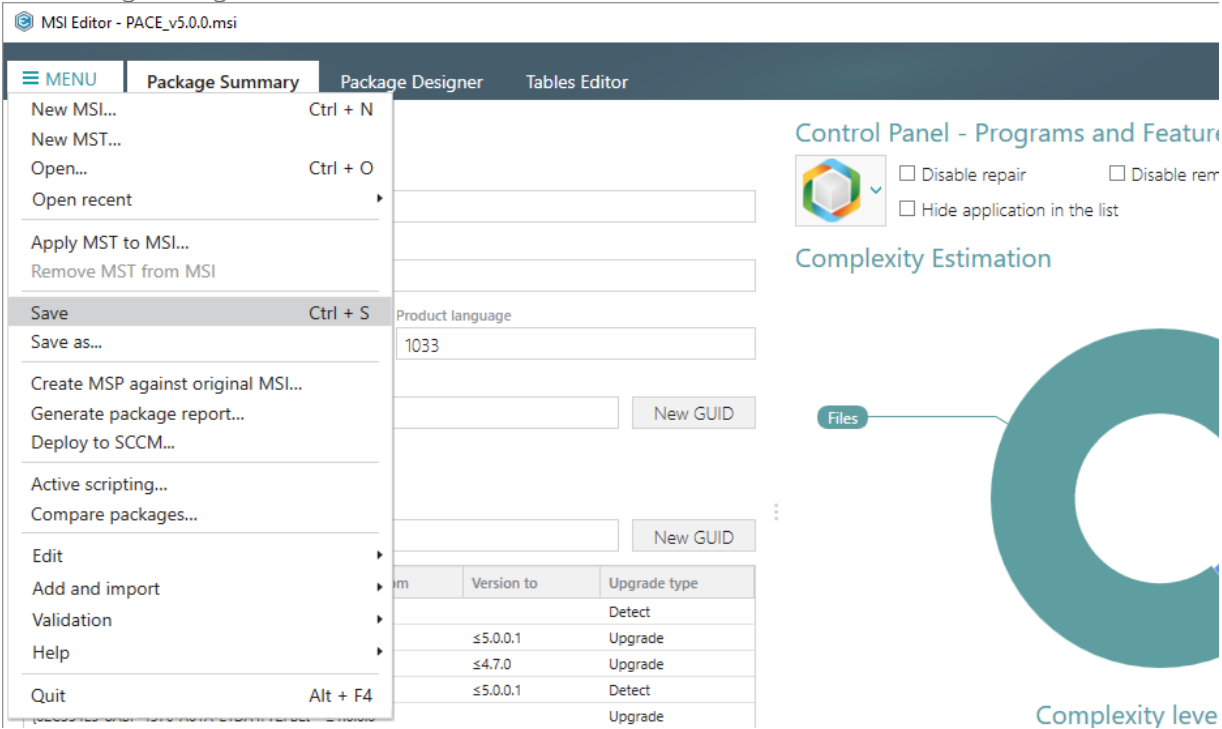 MSI Editor - PACE_v5.0.0.msi
MENU Package Summary Package Designer Tables Editor
New MSI... Ctrl + N
New MST...
Open... Ctrl + O
Open recent
Apply MST to MSI...
Remove MST from MSI
Save Ctrl + S
Save as...
Create MSP against original MSI...
Generate package report...
Deploy to SCCM...
Active scripting...
Compare packages...
Edit
Add and import
Validation
Help
Quit Alt + F4
Product language
1033
New GUID
New GUID
Version to Upgrade type
Detect
≤5.0.0.1 Upgrade
≤4.7.0 Upgrade
≤5.0.0.1 Detect
Upgrade
Control Panel - Programs and Feature
Disable repair Disable rem
Hide application in the list
Complexity Estimation
Files
Complexity leve